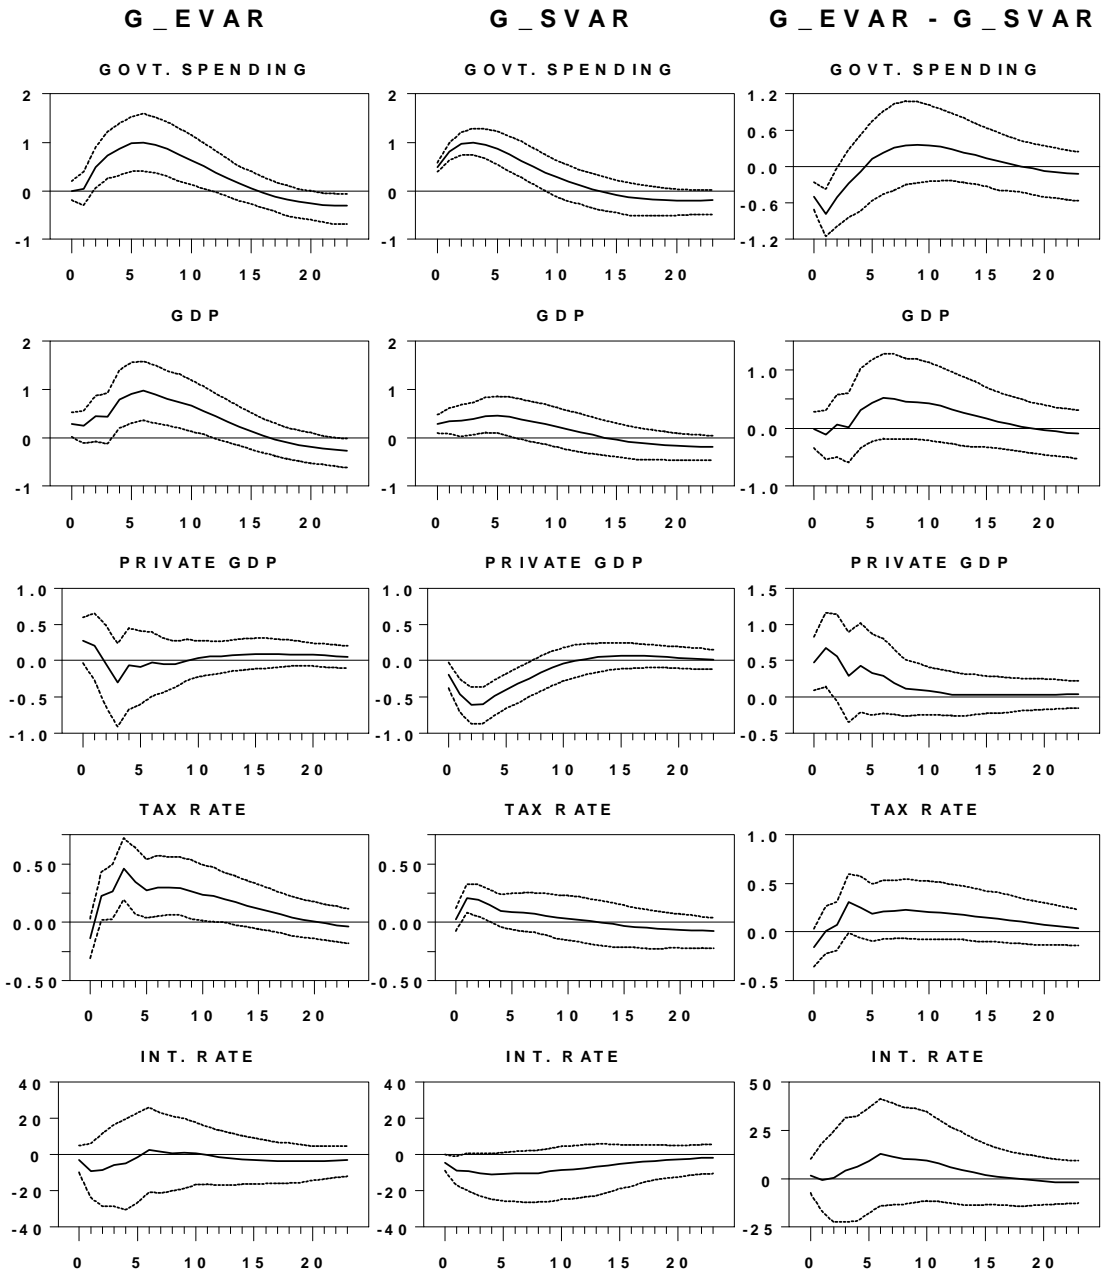 G_EVAR G_SVAR G_EVAR - G_SVAR
GOVT. SPENDING GOVT. SPENDING GOVT. SPENDING
2 2 1.2
1 1 0.6
0 0 0.0
-0.6
-1 -1 -1.2
0 5 10 15 20 0 5 10 15 20 0 5 10 15 20
GDP GDP GDP
2 2
1 1 1.0
0 0 0.0
-1 -1 -1.0
0 5 10 15 20 0 5 10 15 20 0 5 10 15 20
PRIVATE GDP PRIVATE GDP PRIVATE GDP
1.0 1.0 1.5
0.5 0.5 1.0
0.0 0.0 0.5
-0.5 -0.5 0.0
-1.0 -1.0 -0.5
0 5 10 15 20 0 5 10 15 20 0 5 10 15 20
TAX RATE TAX RATE TAX RATE
1.0
0.50 0.50 0.5
0.00 0.00 0.0
-0.50 -0.50 -0.5
0 5 10 15 20 0 5 10 15 20 0 5 10 15 20
INT. RATE INT. RATE INT. RATE
40 40 50
20 20 25
0 0 0
-20 -20
-40 -40 -25
0 5 10 15 20 0 5 10 15 20 0 5 10 15 20